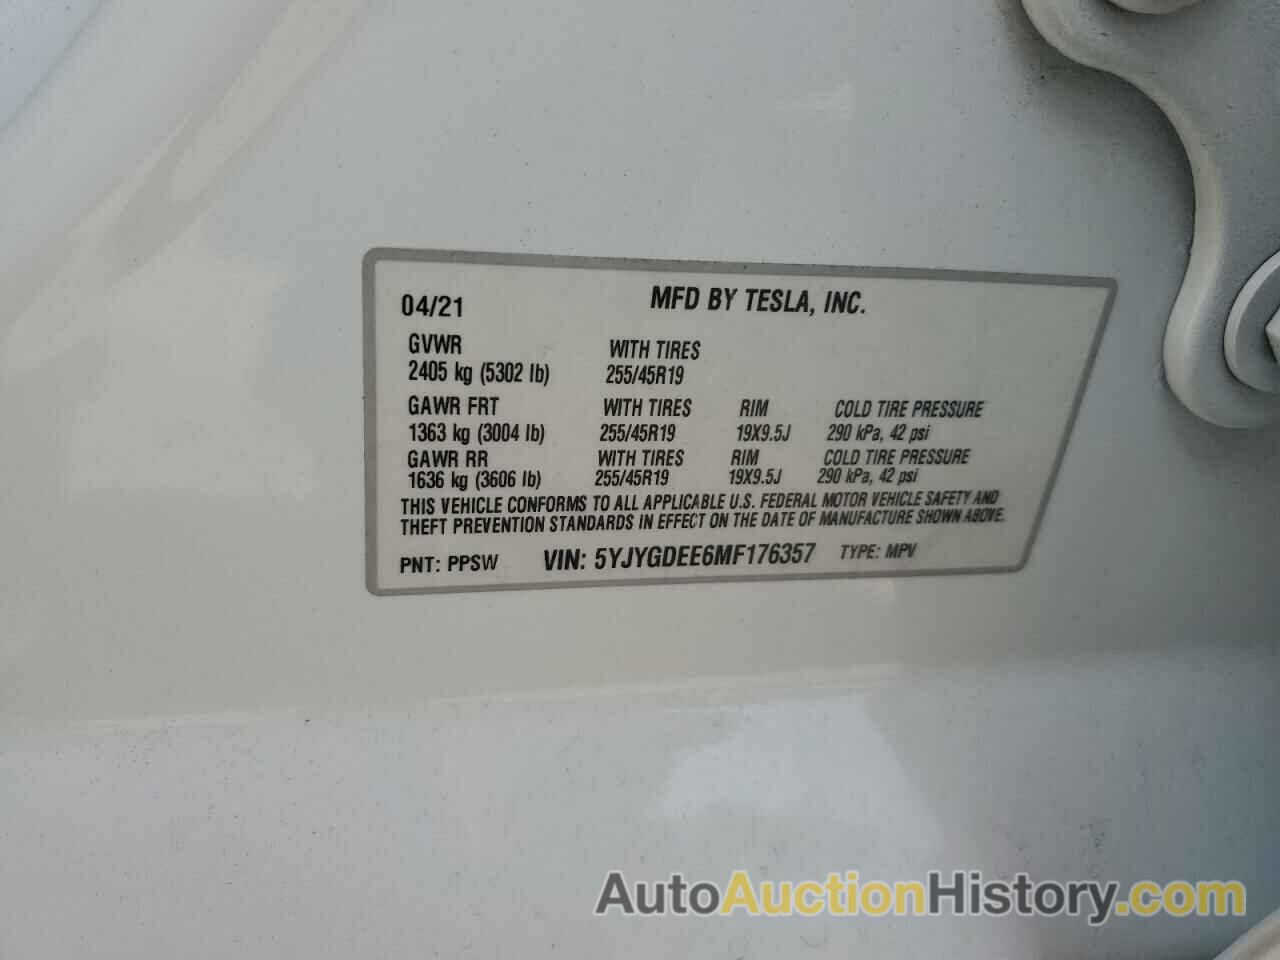 04/21 MFD BY TESLA, INC.
GVWR WITH TIRES
2405 kg (5302 lb) 255/45R19
GAWR FRT WITH TIRES RIM COLD TIRE PRESSURE
1363 kg (3004 lb) 255/45R19 19X9.5J 290 kPa, 42 psi
GAWR RR WITH TIRES RIM COLD TIRE PRESSURE
1636 kg (3606 lb) 255/45R19 19X9.5J 290 kPa, 42 psi
THIS VEHICLE CONFORMS TO ALL APPLICABLE U.S. FEDERAL MOTOR VEHICLE SAFETY AND
THEFT PREVENTION STANDARDS IN EFFECT ON THE DATE OF MANUFACTURE SHOWN ABOVE.
PNT: PPSW VIN: 5YJYGDEE6MF176357 TYPE: MPV
AutoAuctionHistory.com